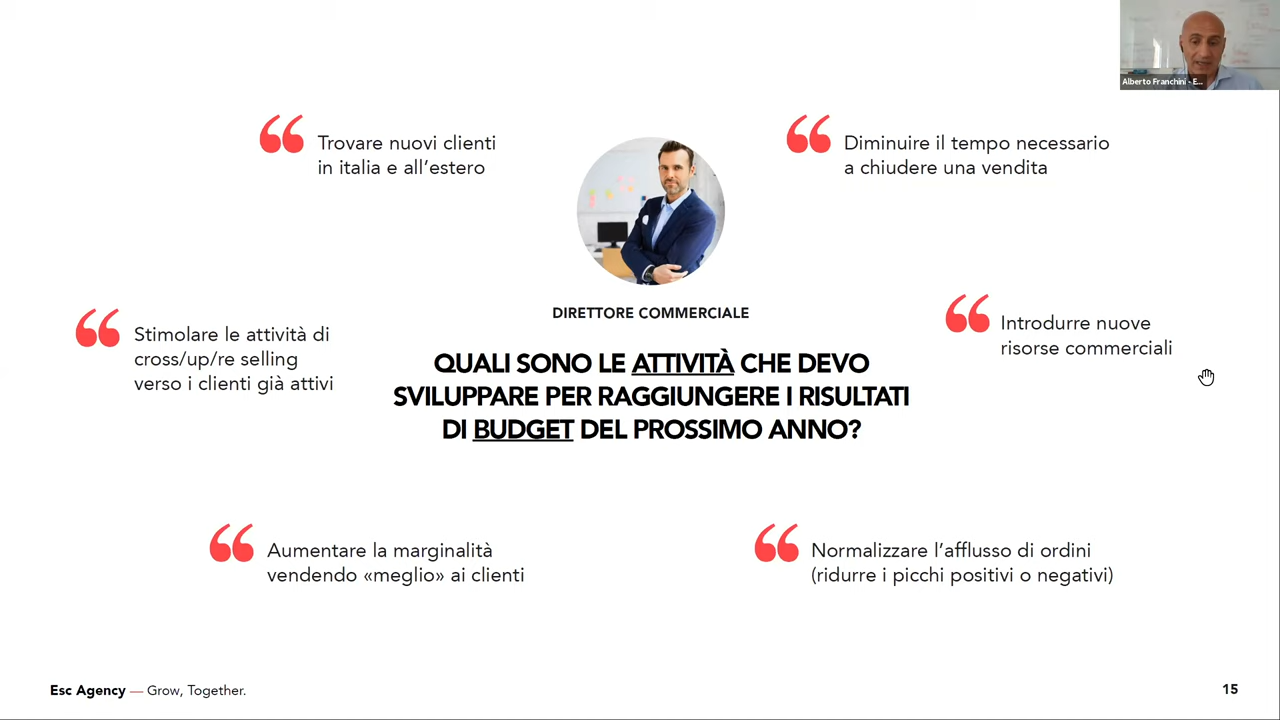 Alberto Franchini - E...
Trovare nuovi clienti
in italia e all’estero
Diminuire il tempo necessario
a chiudere una vendita
DIRETTORE COMMERCIALE
Stimolare le attività di
cross/up/re selling
verso i clienti già attivi
Introdurre nuove
risorse commerciali
QUALI SONO LE ATTIVITÀ CHE DEVO
SVILUPPARE PER RAGGIUNGERE I RISULTATI
DI BUDGET DEL PROSSIMO ANNO?
Aumentare la marginalità
vendendo «meglio» ai clienti
Normalizzare l’afflusso di ordini
(ridurre i picchi positivi o negativi)
Esc Agency — Grow, Together.
15